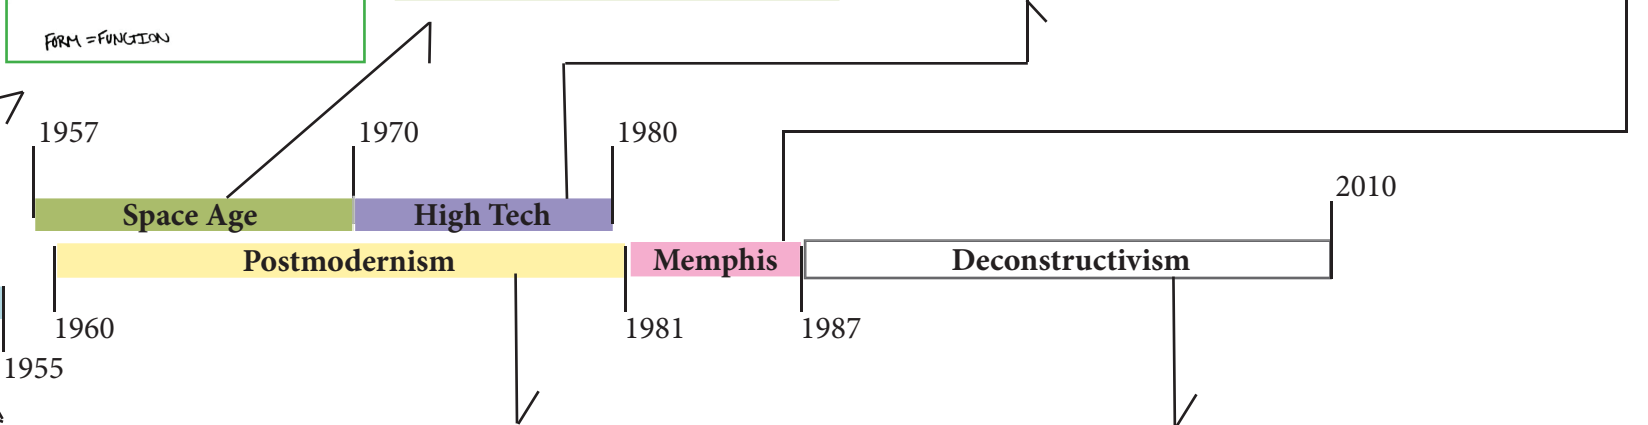 FORM = FUNCTION
1957
1970
1980
2010
Space Age
High Tech
Postmodernism
Memphis
Deconstructivism
1960
1981
1987
1955